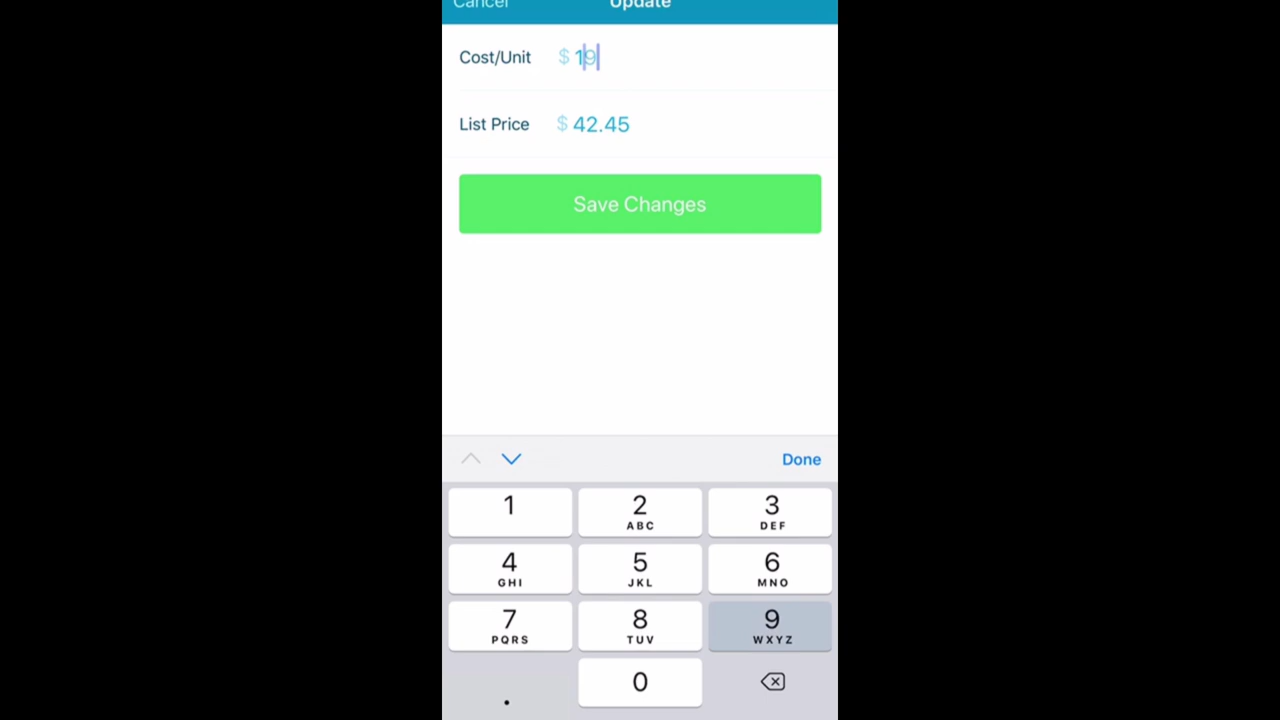 Cancel Update
Cost/Unit $ 19
List Price $ 42.45
Save Changes
Done
1 2 3
ABC DEF
4 5 6
GHI JKL MNO
7 8 9
PQRS TUV WXYZ
. 0